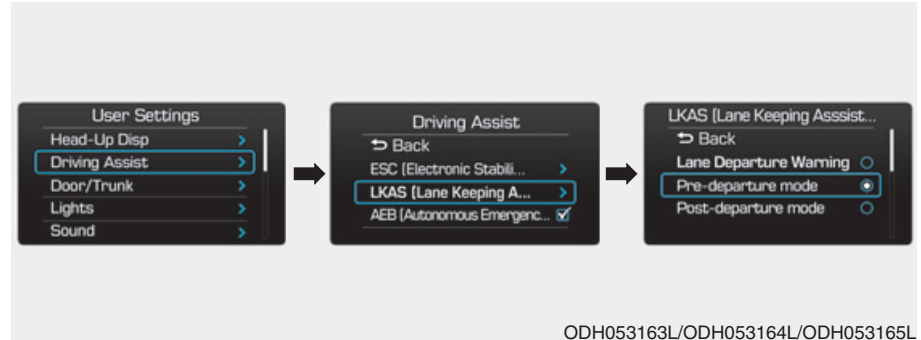 User Settings
Head-Up Disp
Driving Assist
Door/Trunk
Lights
Sound
Driving Assist
Back
ESC (Electronic Stabili...
LKAS (Lane Keeping A...
AEB (Autonomous Emergenc...
LKAS (Lane Keeping Asssist...
Back
Lane Departure Warning
Pre-departure mode
Post-departure mode
ODH053163L/ODH053164L/ODH053165L